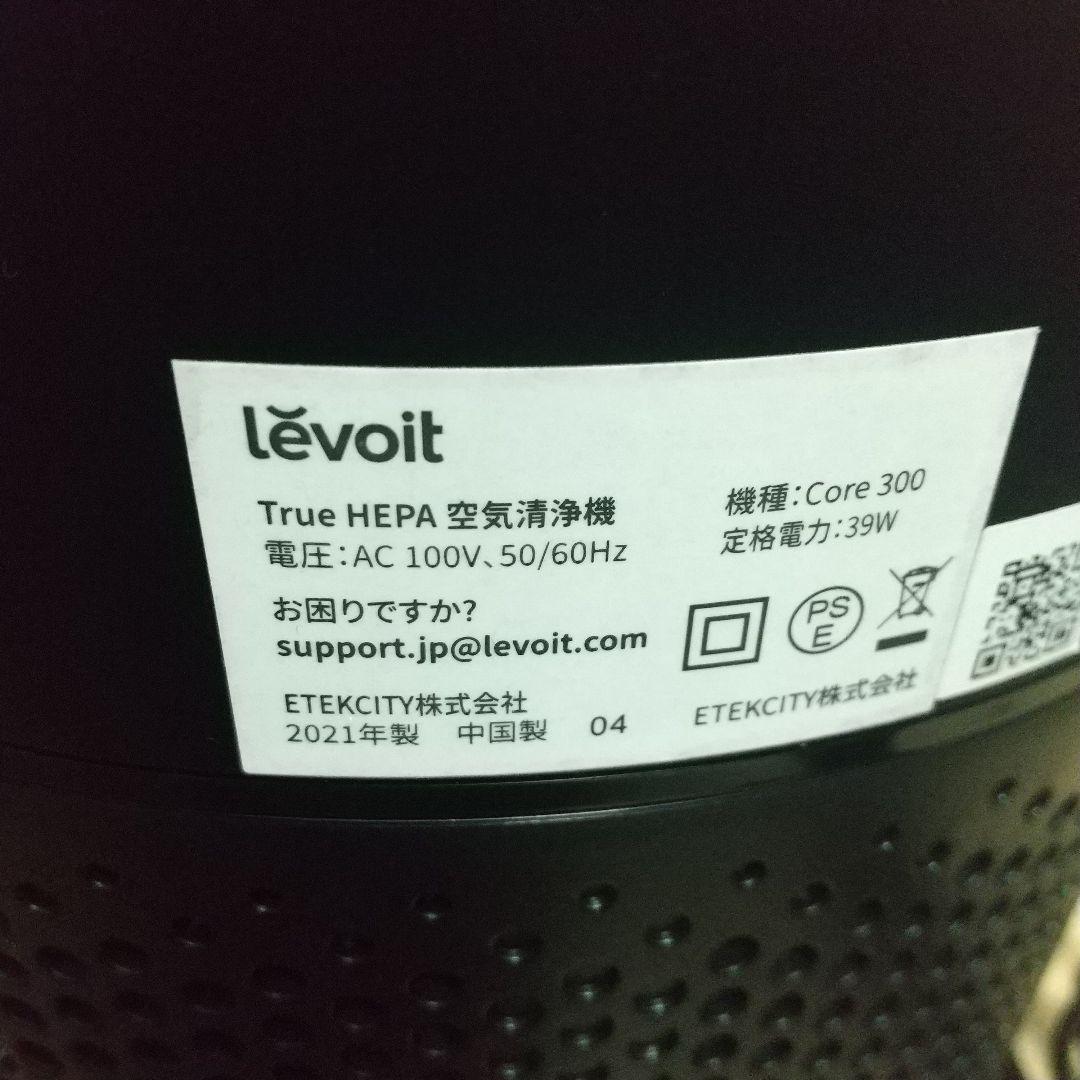 levoit
True HEPA 空気清浄機
電圧：AC 100V、50/60Hz
機種：Core 300
定格電力：39W
お困りですか?
support.jp@levoit.com
PS
E
ETEKCITY株式会社
2021年製 中国製 04
ETEKCITY株式会社